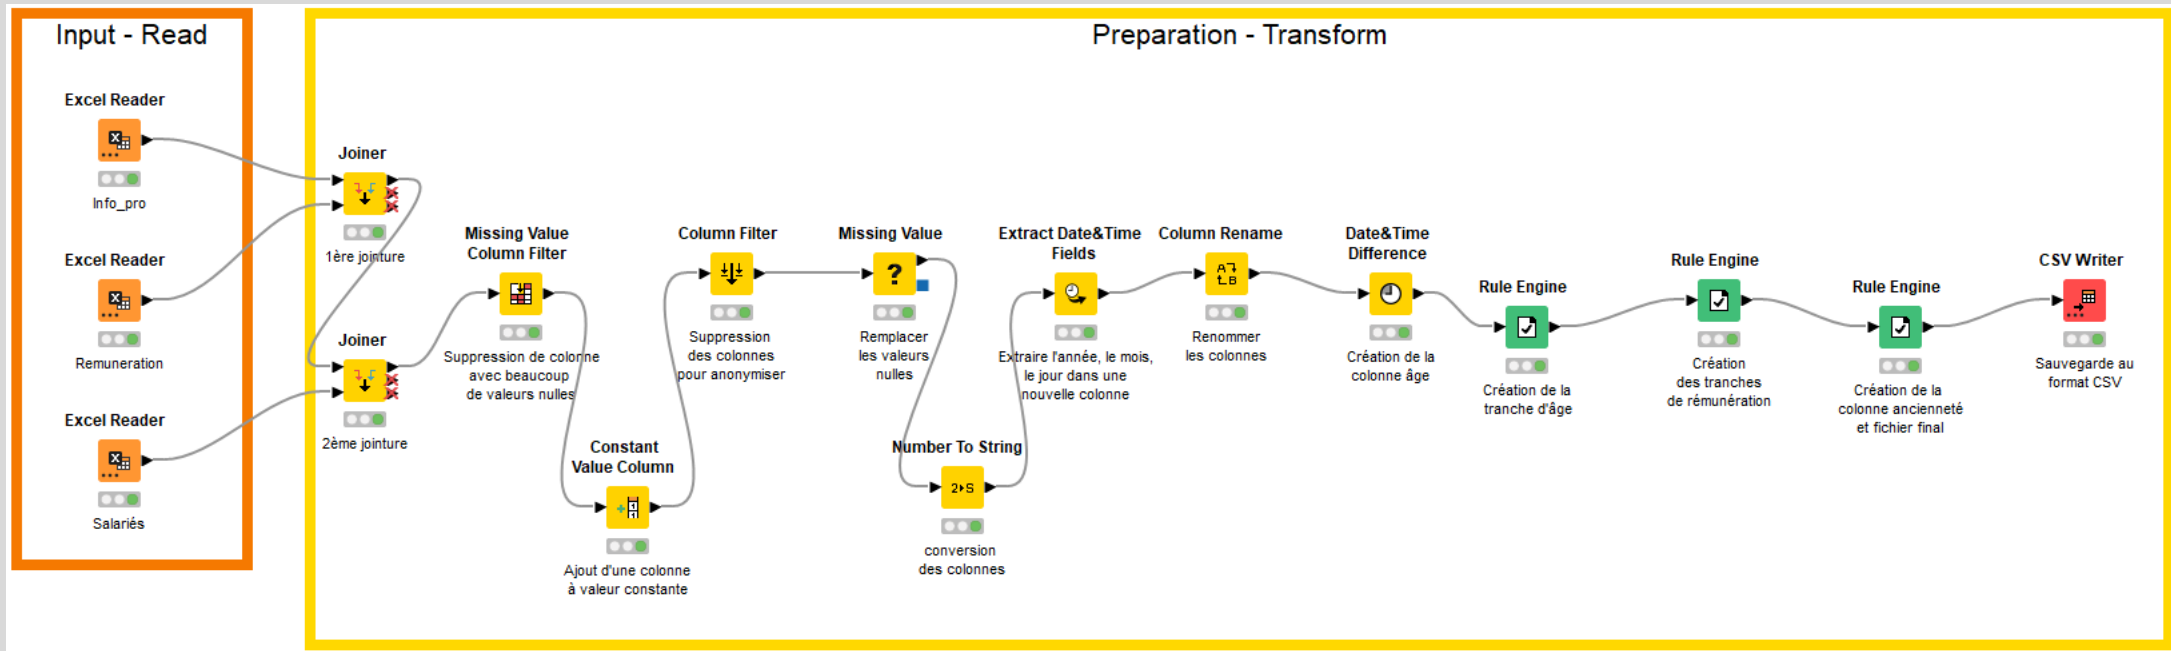 Input - Read
Preparation - Transform
Excel Reader
Info_pro
Excel Reader
Remuneration
Excel Reader
Salariés
Joiner
1ère jointure
Joiner
2ème jointure
Missing Value
Column Filter
Suppression de colonne
avec beaucoup
de valeurs nulles
Constant
Value Column
Ajout d'une colonne
à valeur constante
Column Filter
Suppression
des colonnes
pour anonymiser
Missing Value
?
Remplacer
les valeurs
nulles
Number To String
2▸S
conversion
des colonnes
Extract Date&Time
Fields
Extraire l'année, le mois,
le jour dans une
nouvelle colonne
Column Rename
A
B
Renommer
les colonnes
Date&Time
Difference
Création de la
colonne âge
Rule Engine
Création de la
tranche d'âge
Rule Engine
Création
des tranches
de rémunération
Rule Engine
Création de la
colonne ancienneté
et fichier final
CSV Writer
Sauvegarde au
format CSV